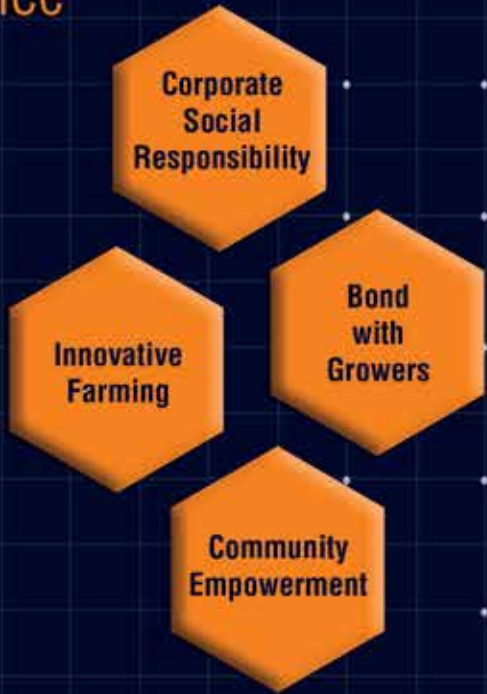 Corporate
Social
Responsibility
Bond
with
Growers
Innovative
Farming
Community
Empowerment